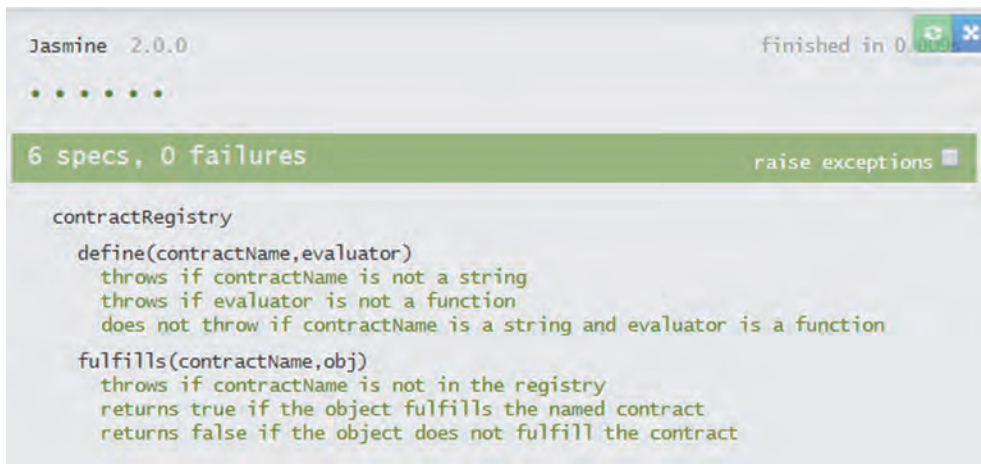 Jasmine 2.0.0 finished in 0.009s
6 specs, 0 failures raise exceptions
contractRegistry
define(contractName,evaluator)
throws if contractName is not a string
throws if evaluator is not a function
does not throw if contractName is a string and evaluator is a function
fulfills(contractName,obj)
throws if contractName is not in the registry
returns true if the object fulfills the named contract
returns false if the object does not fulfill the contract